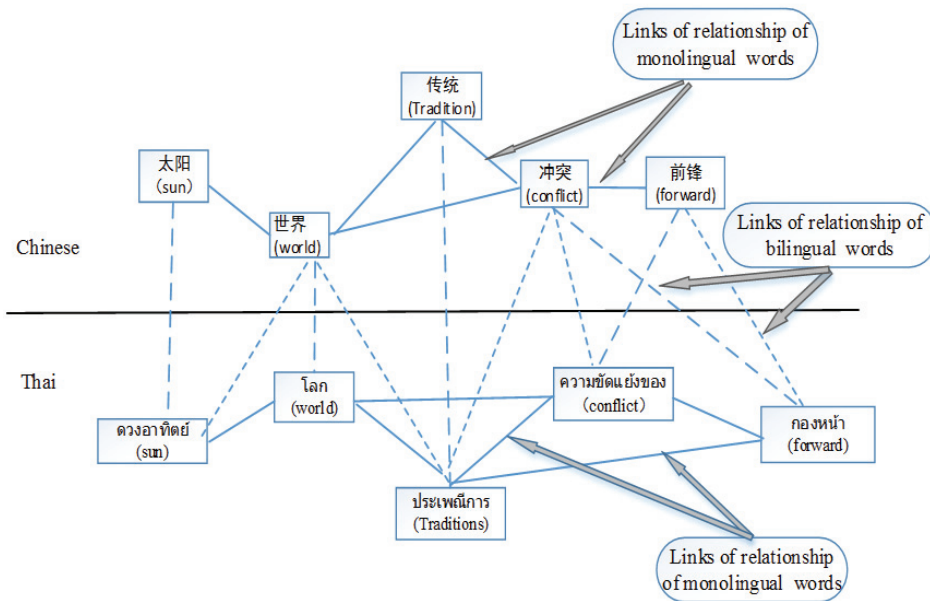 Links of relationship of
monolingual words
传统
(Tradition)
太阳
（sun）
冲突
(conflict)
前锋
(forward)
世界
(world)
Links of relationship of
bilingual words
Chinese
Thai
โลก
(world)
ความขัดแย้งของ
（conflict）
ดวงอาทิตย์
(sun)
กองหน้า
(forward)
ประเพณีการ
(Traditions)
Links of relationship
of monolingual words